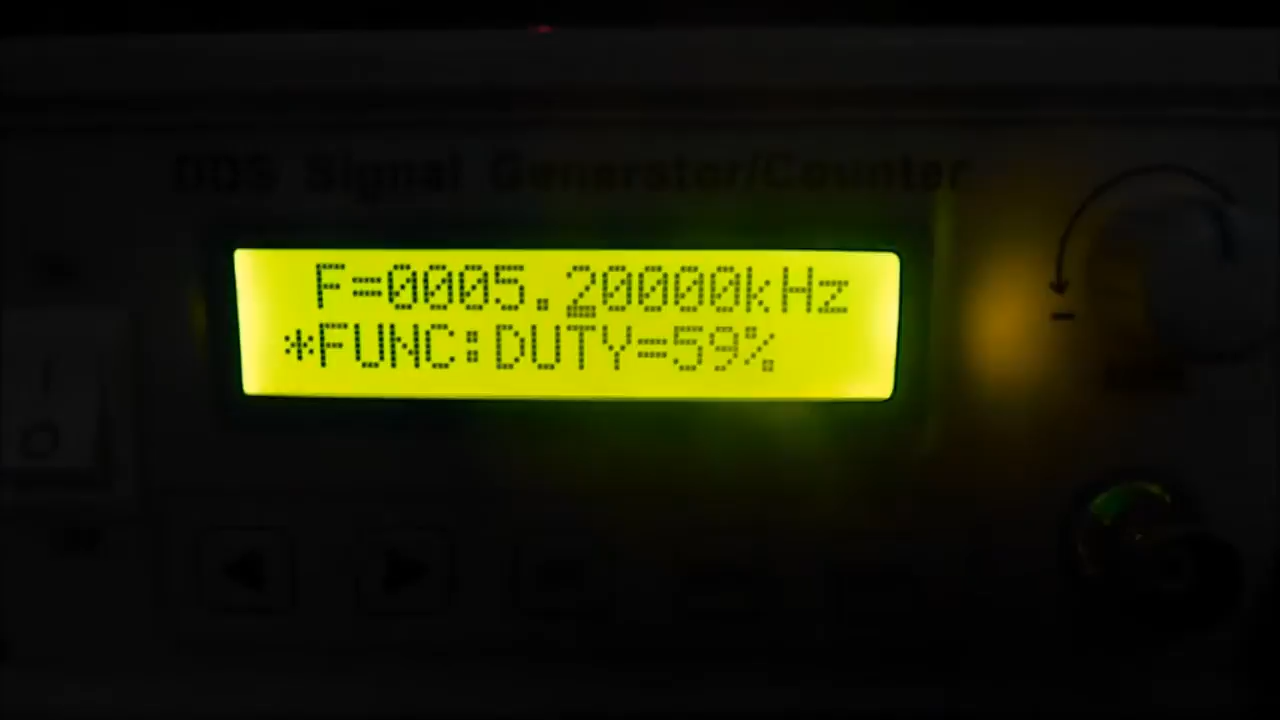 DDS Signal Generator/Counter
F=0005.20000kHz
*FUNC:DUTY=59%